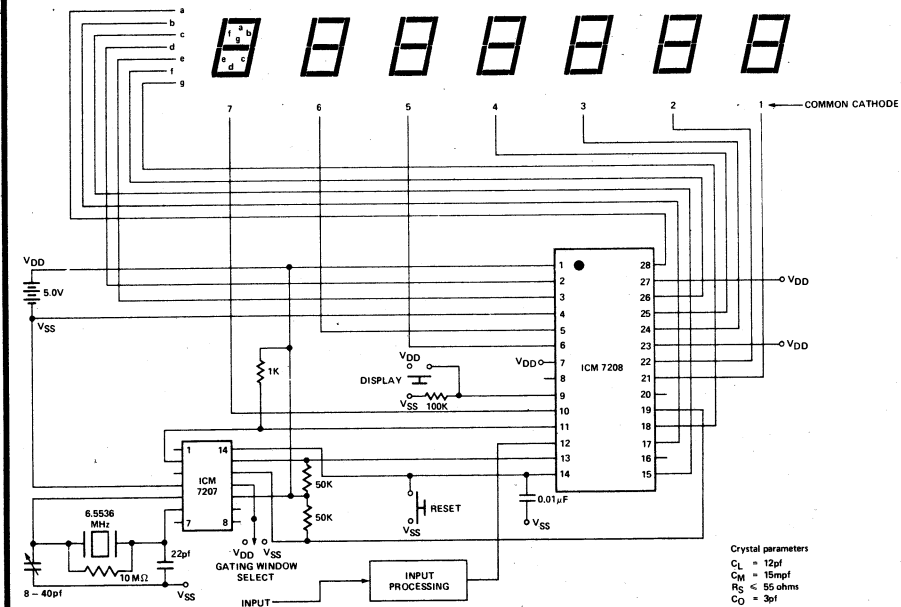 a
b
c
d
e
f
g
a
f b
g
e c
d
7 6 5 4 3 2 1 COMMON CATHODE
VDD
5.0V
VSS
1K
VDD
DISPLAY
VSS 100K
VDD
1 28
2 27 VDD
3 26
4 25
5 24
6 23 VDD
7 22
ICM 7208
8 21
9 20
10 19
11 18
12 17
13 16
14 15
1 14
ICM
7207
7 8
50K
50K
RESET
VSS
0.01µF
VSS
6.5536
MHz
10 MΩ
22pf
8 – 40pf
VSS
VDD VSS
GATING WINDOW
SELECT
INPUT
INPUT
PROCESSING
Crystal parameters
CL = 12pf
CM = 15mpf
RS ≤ 55 ohms
CO = 3pf